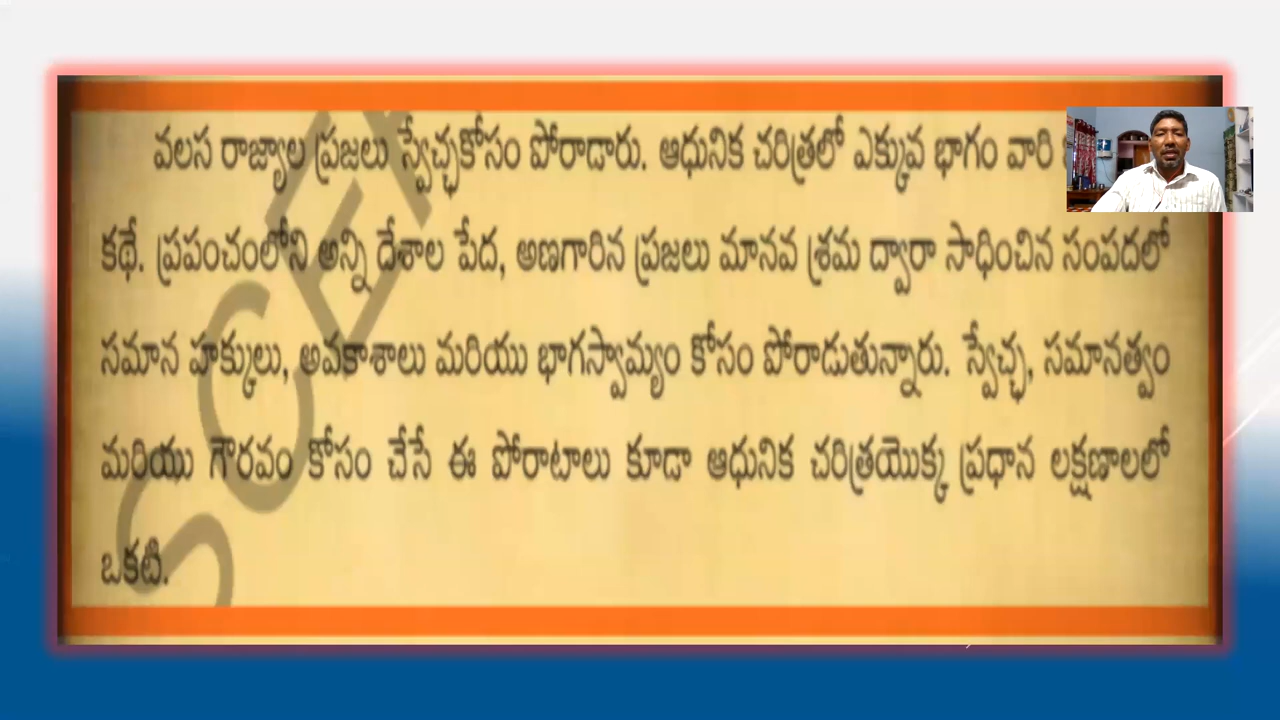 వలస రాజ్యాల ప్రజలు స్వేచ్ఛకోసం పోరాడారు. ఆధునిక చరిత్రలో ఎక్కువ భాగం వారి
కథే. ప్రపంచంలోని అన్ని దేశాల పేద, అణగారిన ప్రజలు మానవ శ్రమ ద్వారా సాధించిన సంపదలో
సమాన హక్కులు, అవకాశాలు మరియు భాగస్వామ్యం కోసం పోరాడుతున్నారు. స్వేచ్ఛ, సమానత్వం
మరియు గౌరవం కోసం చేసే ఈ పోరాటాలు కూడా ఆధునిక చరిత్రయొక్క ప్రధాన లక్షణాలలో
ఒకటి.